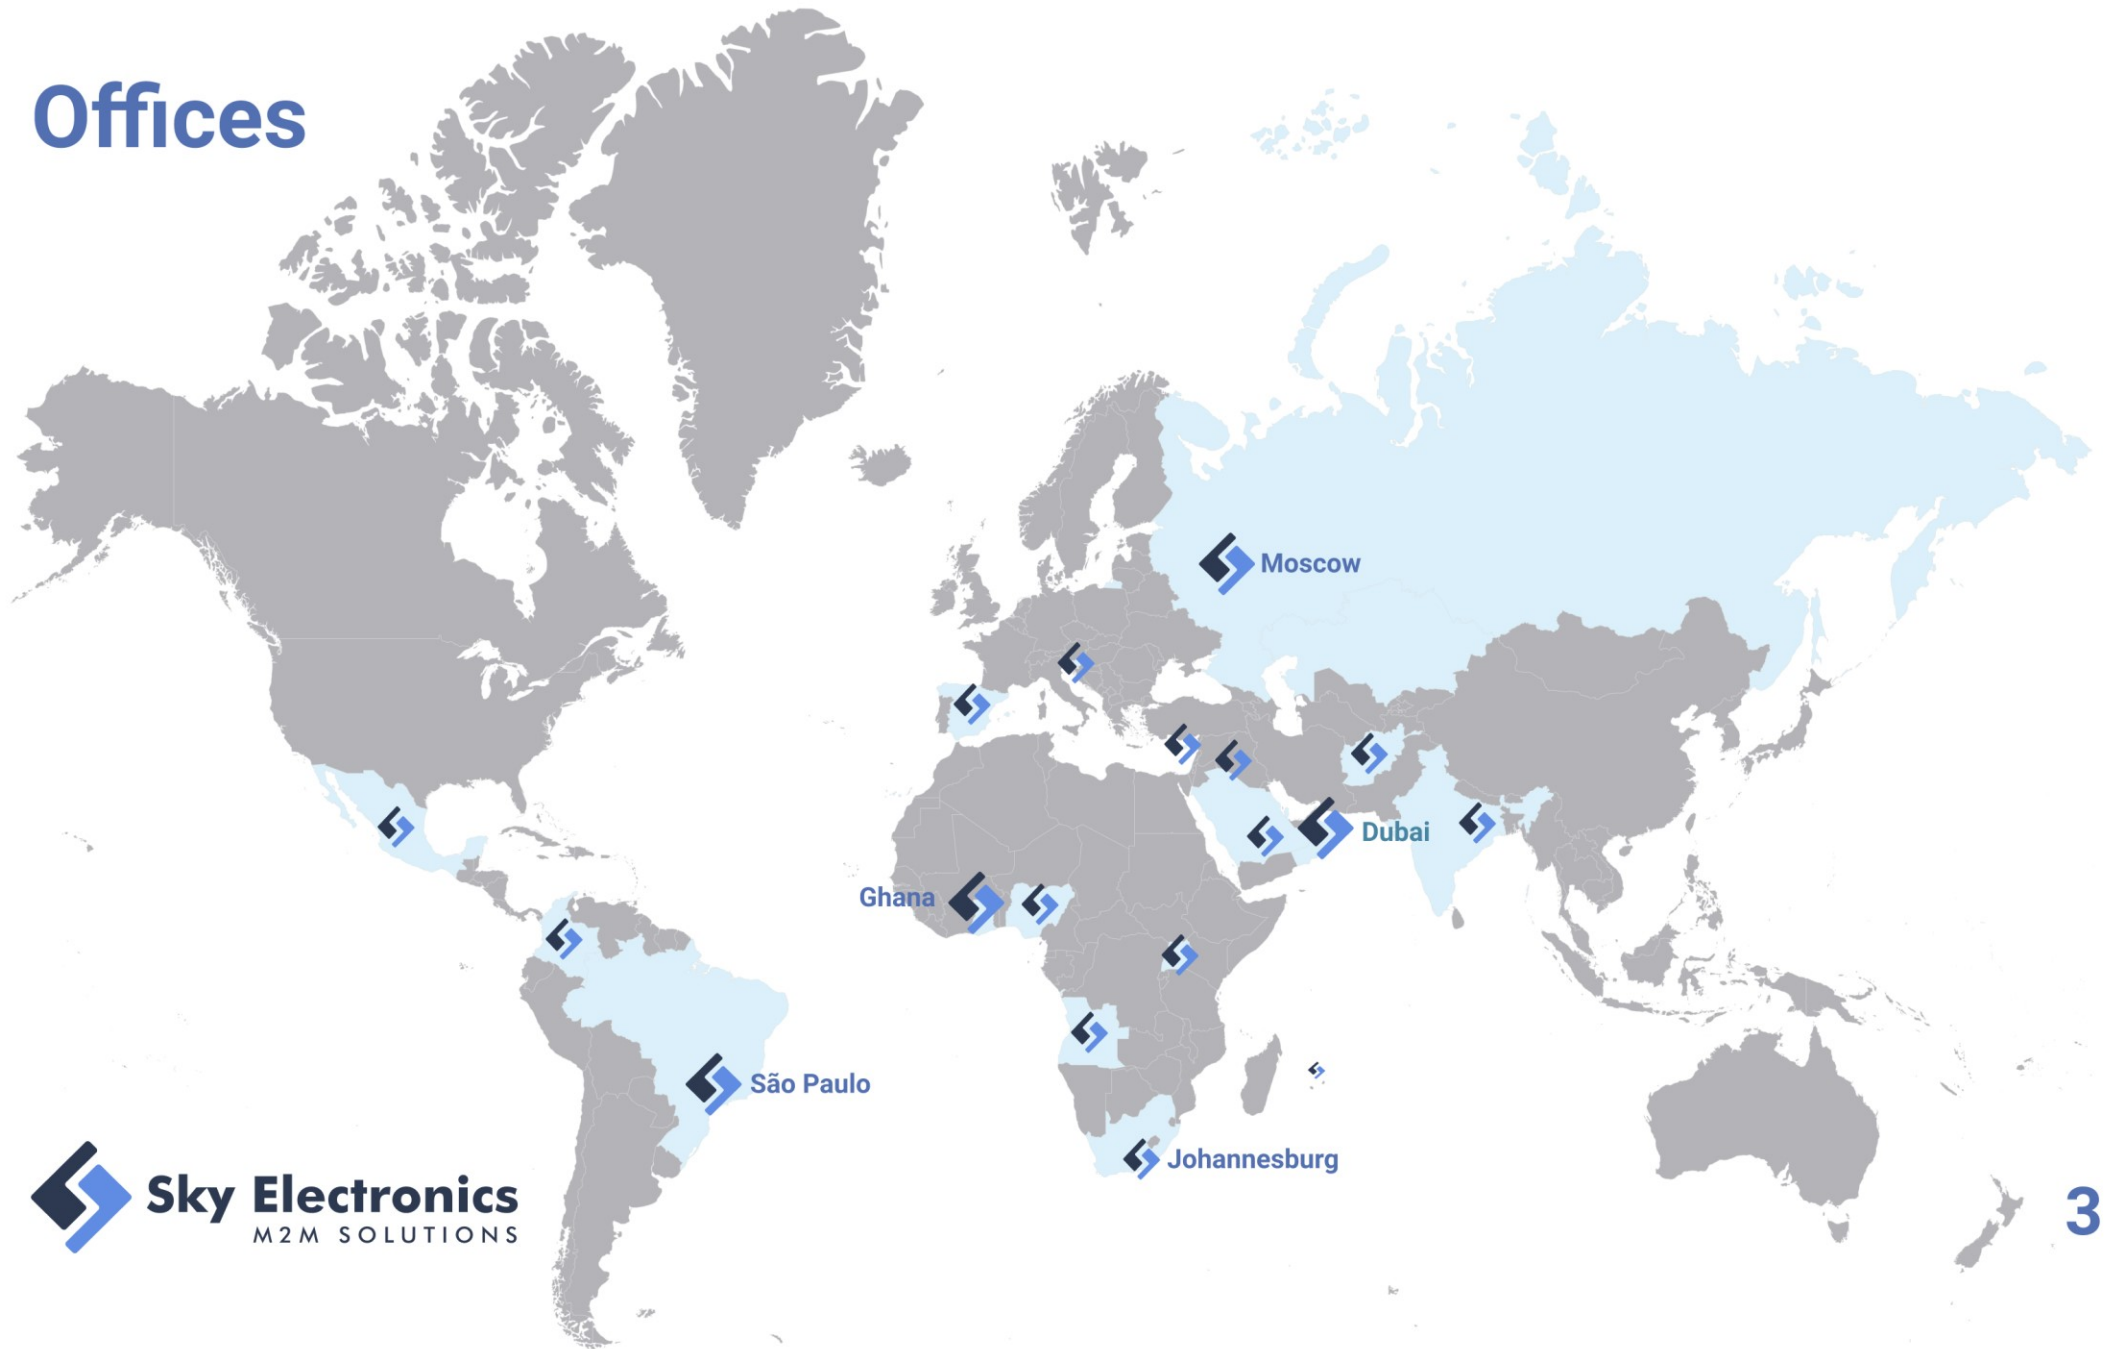 Offices
Moscow
Dubai
Ghana
São Paulo
Johannesburg
Sky Electronics
M2M SOLUTIONS
3